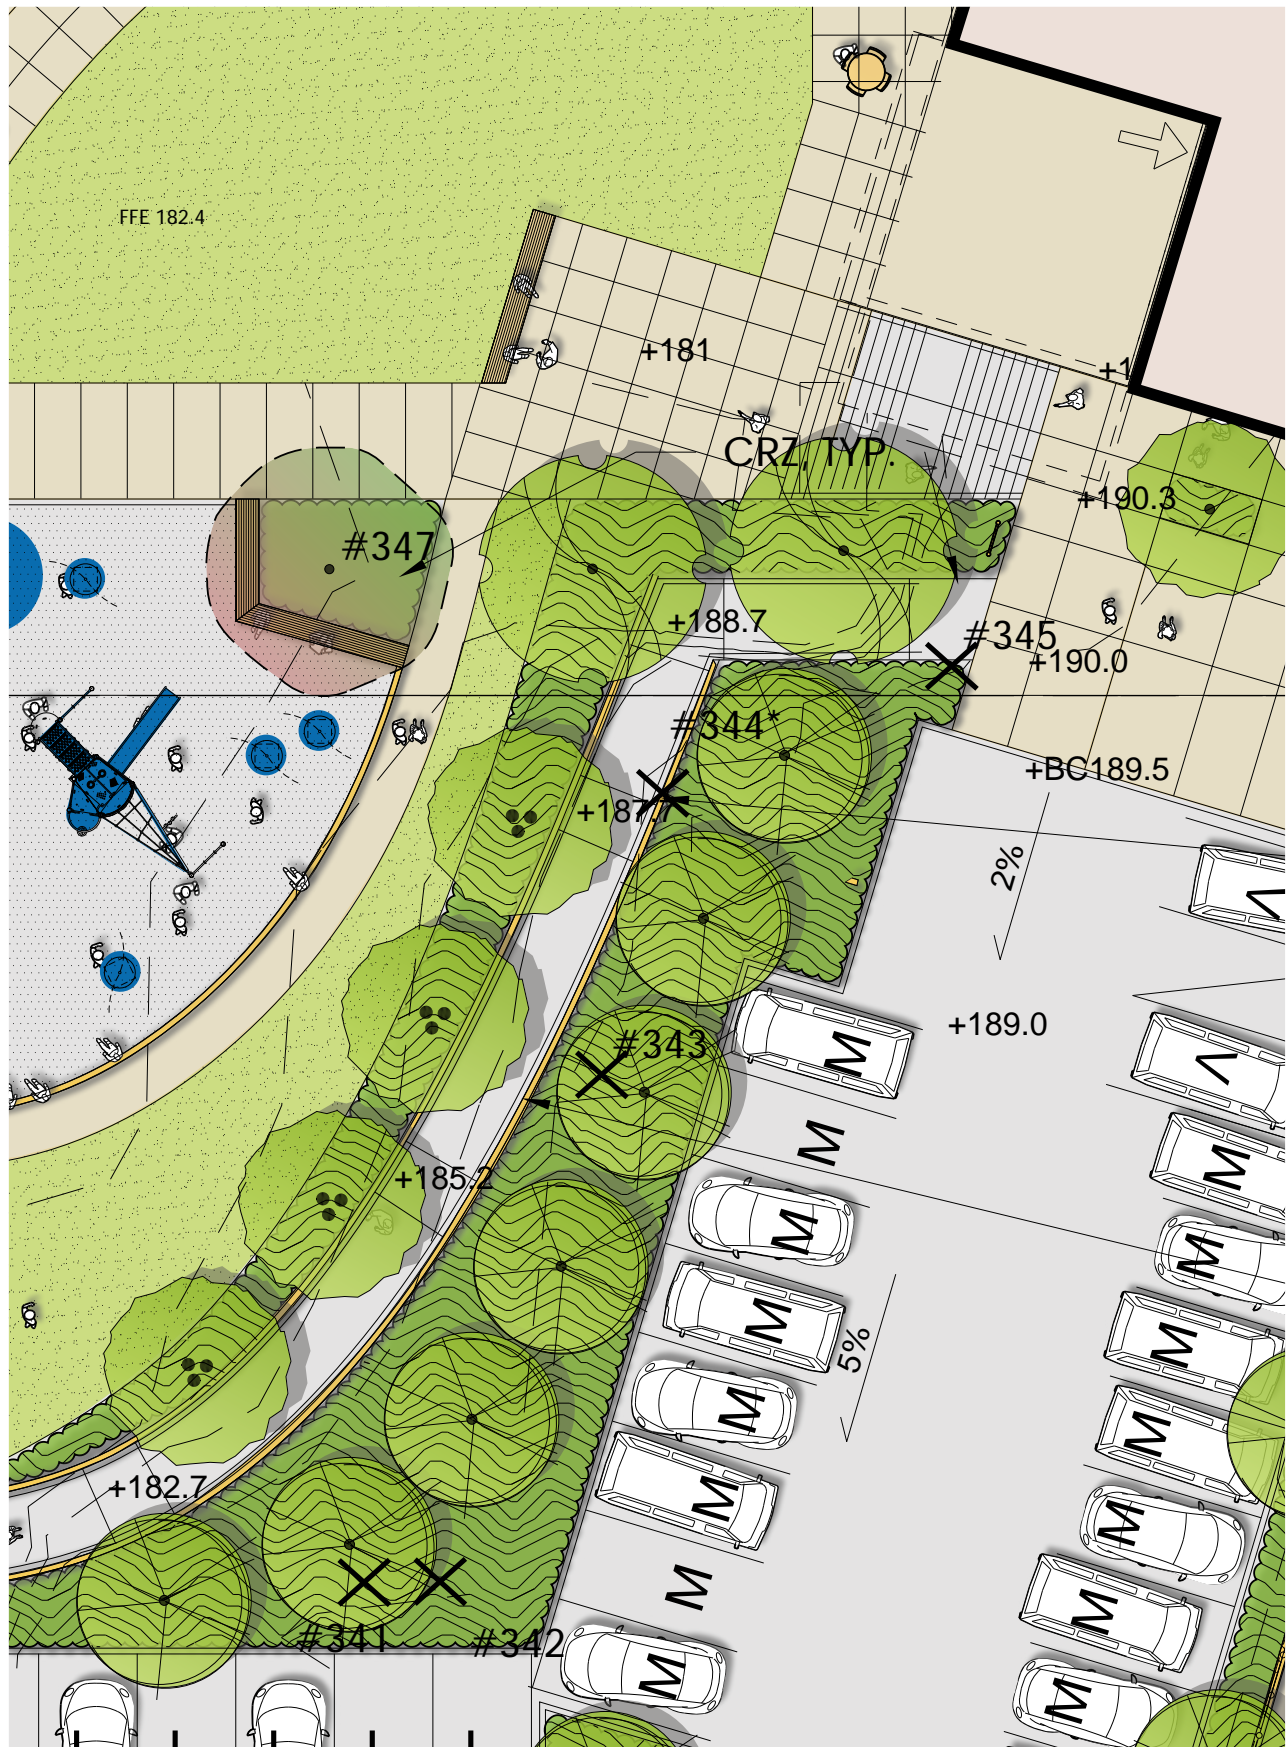 FFE 182.4
+181
+1
CRZ, TYP.
+190.3
#347
+188.7
#345
+190.0
#344*
+BC189.5
+187.7
2%
V
+189.0
#343
M
V
M
M
+185.2
M
M
M
5%
M
M
M
M
+182.7
M
M
M
M
#341
#342
M
M